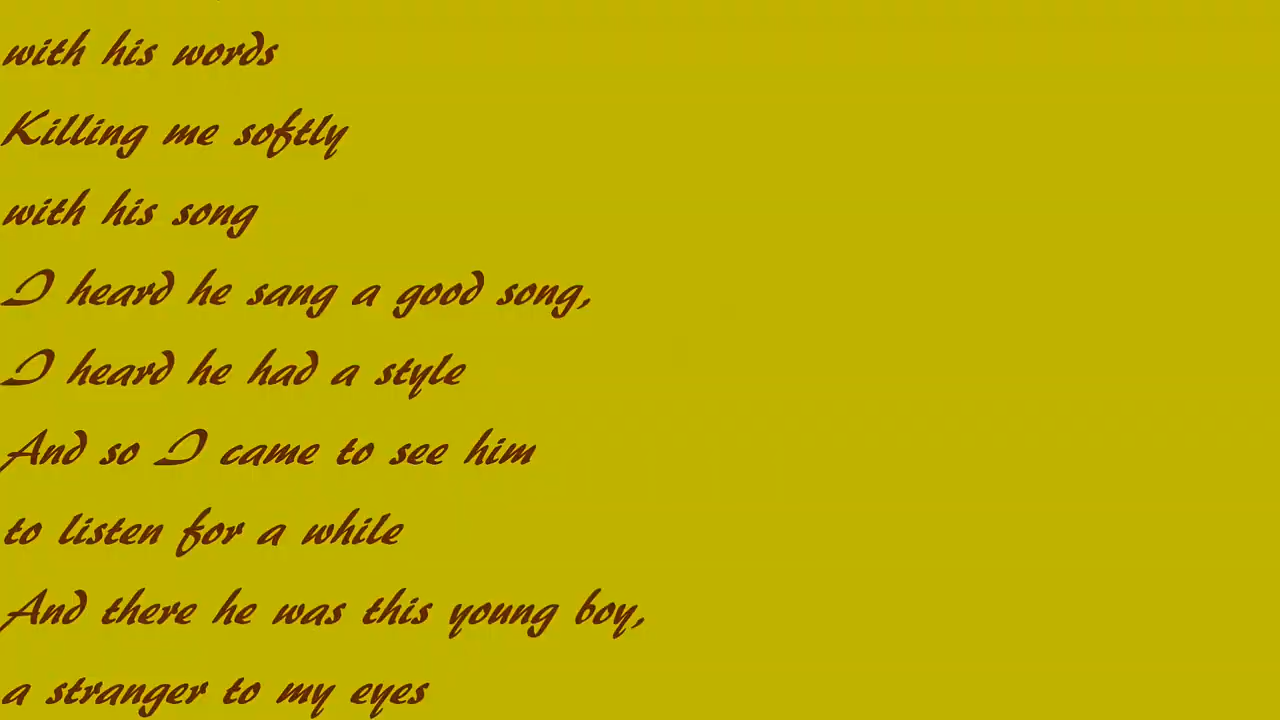 with his words
Killing me softly
with his song
I heard he sang a good song,
I heard he had a style
And so I came to see him
to listen for a while
And there he was this young boy,
a stranger to my eyes